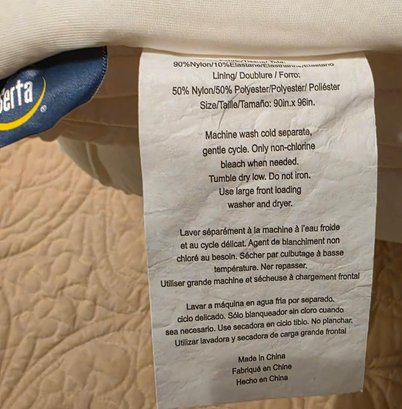 erta
90%Nylon/10%Elastane/Elasthanne/Elastano
Lining/ Doublure / Forro:
50% Nylon/50% Polyester/Polyester/ Poliéster
Size/Taille/Tamaño: 90in.x 96in.
Machine wash cold separate,
gentle cycle. Only non-chlorine
bleach when needed.
Tumble dry low. Do not iron.
Use large front loading
washer and dryer.
Laver séparément à la machine à l'eau froide
et au cycle délicat. Agent de blanchiment non
chloré au besoin. Sécher par culbutage à basse
température. Ner repasser.
Utiliser grande machine et sécheuse à chargement frontal
Lavar a máquina en agua fria por separado,
ciclo delicado. Sólo blanqueador sin cloro cuando
sea necesario. Use secadora en ciclo tibio. No planchar.
Utilizar lavadora y secadora de carga grande frontal
Made in China
Fabriqué en Chine
Hecho en China